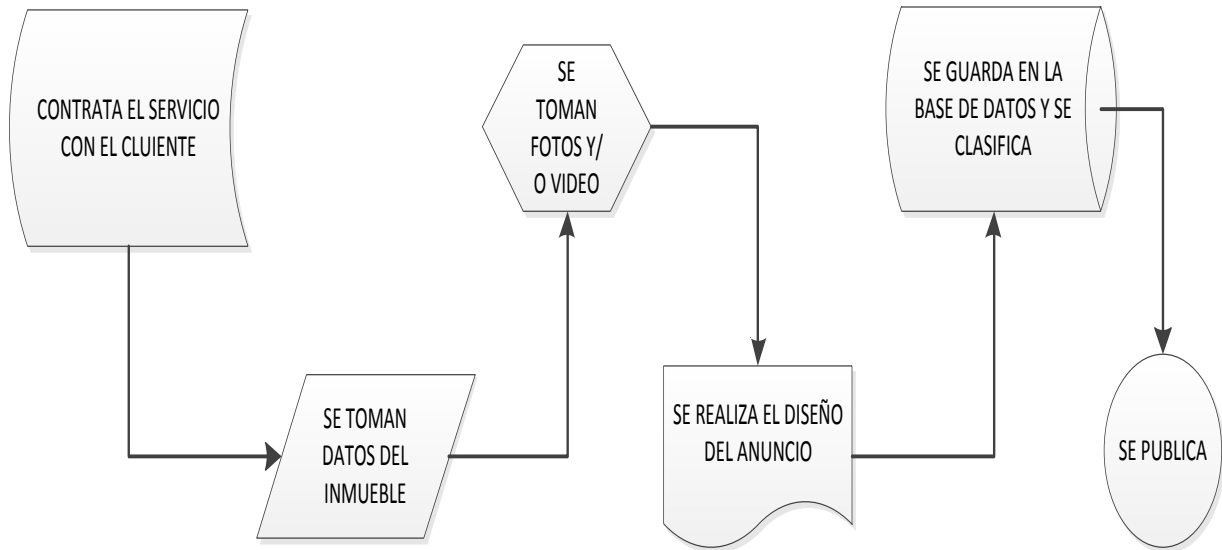 CONTRATA EL SERVICIO
CON EL CLUIENTE
SE TOMAN
DATOS DEL
INMUEBLE
SE
TOMAN
FOTOS Y/
O VIDEO
SE REALIZA EL DISEÑO
DEL ANUNCIO
SE GUARDA EN LA
BASE DE DATOS Y SE
CLASIFICA
SE PUBLICA